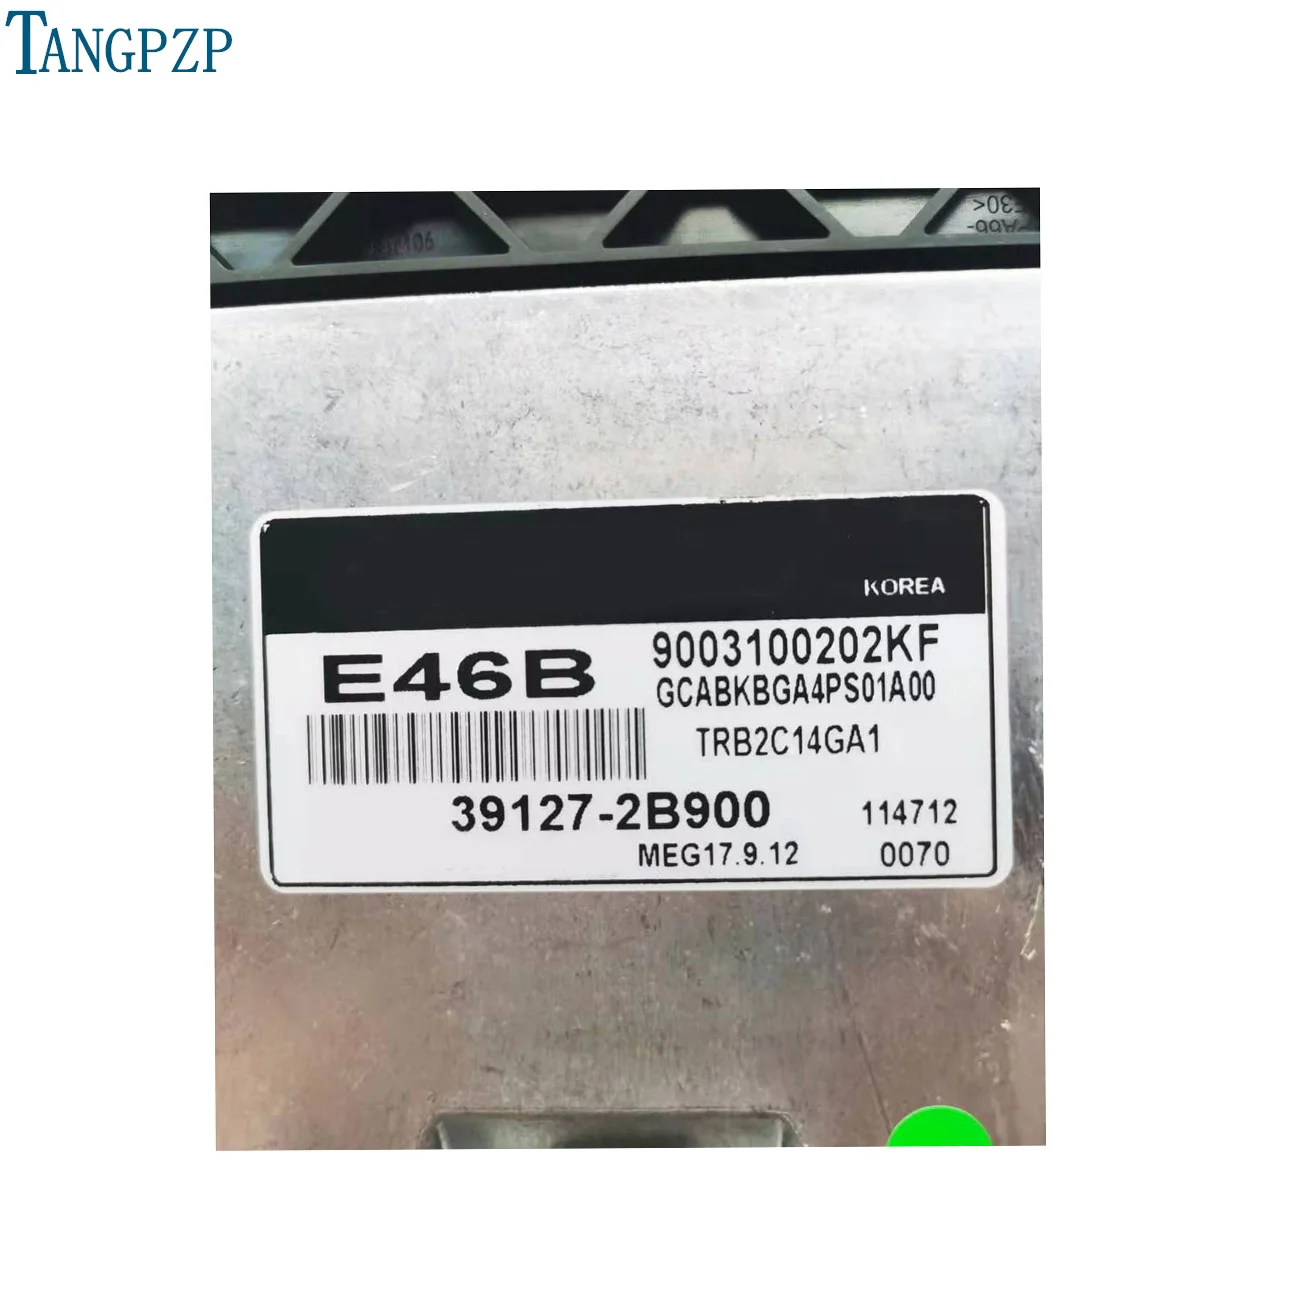 TANGPZP
KOREA
E46B
9003100202KF
GCABKBGA4PS01A00
TRB2C14GA1
39127-2B900
114712
MEG17.9.12
0070